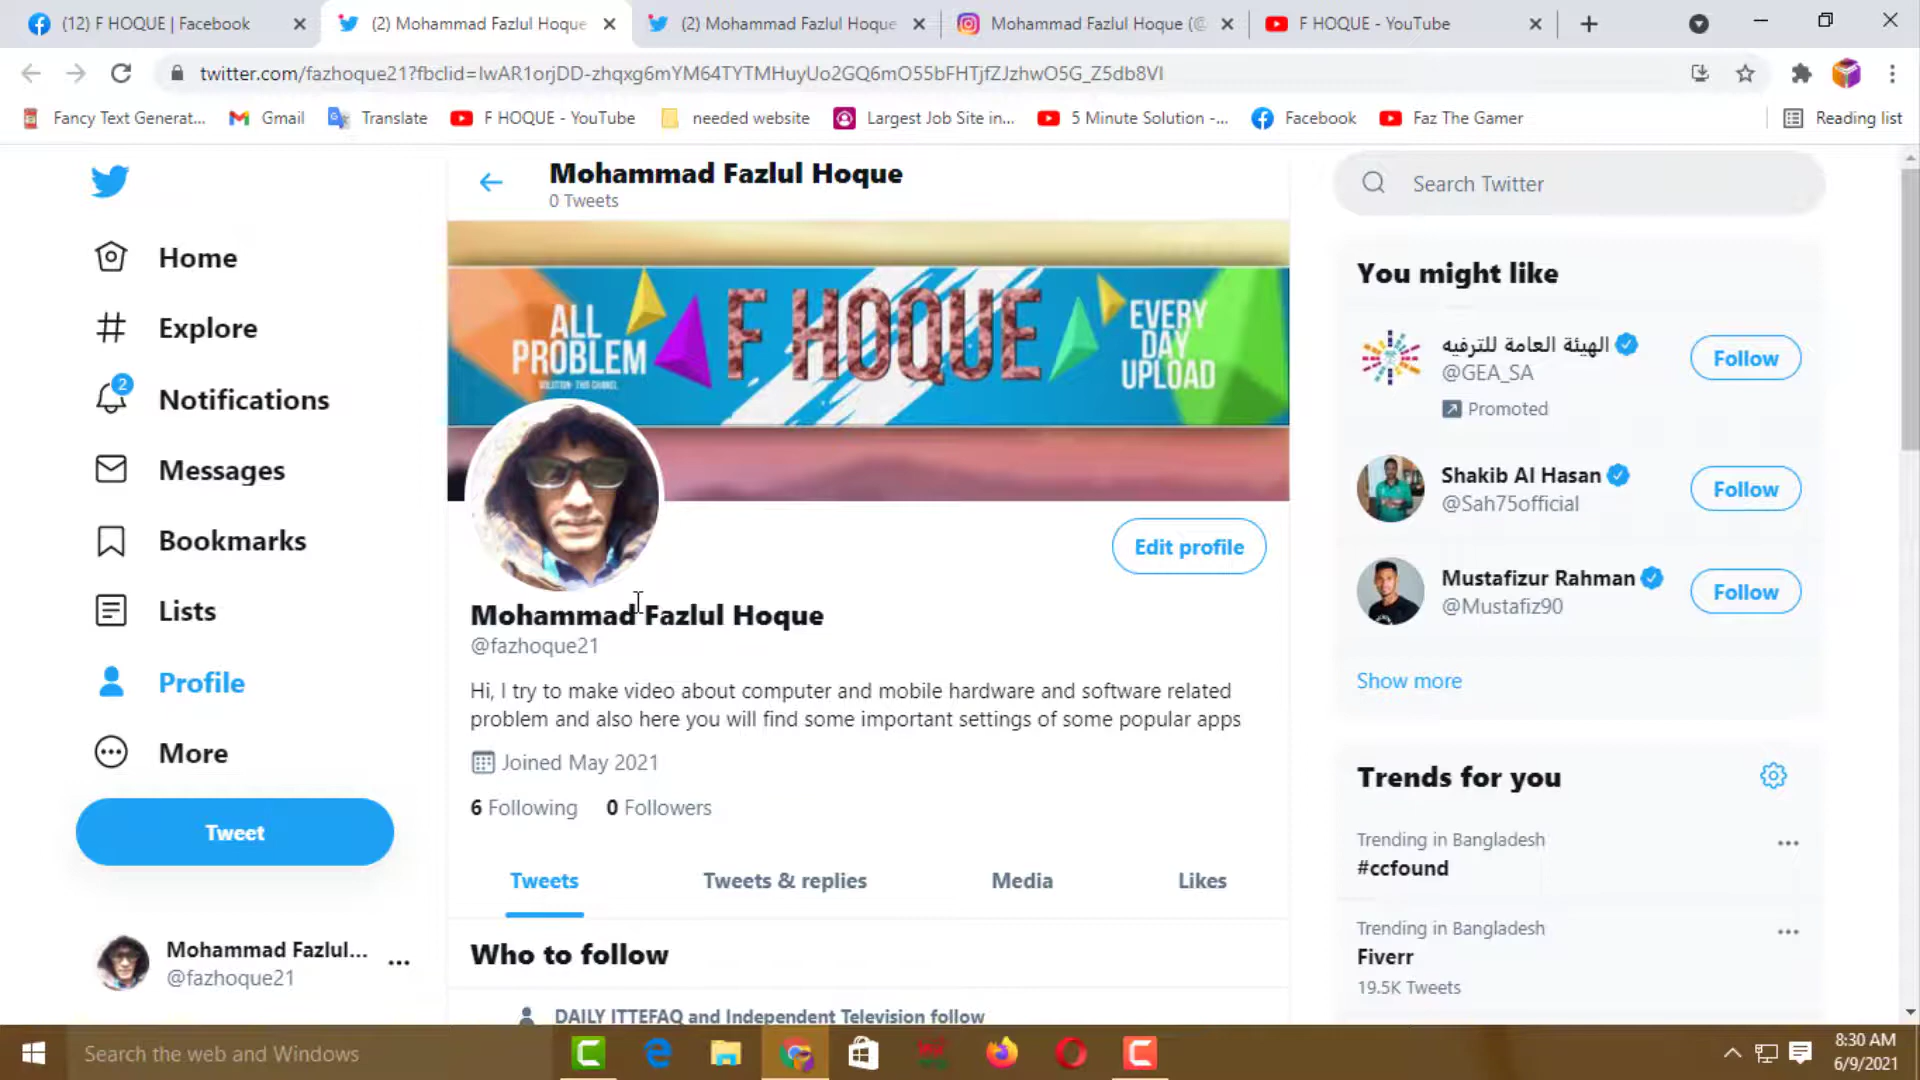 (12) F HOQUE | Facebook
(2) Mohammad Fazlul Hoque
(2) Mohammad Fazlul Hoque
Mohammad Fazlul Hoque (@
F HOQUE - YouTube
twitter.com/fazhoque21?fbclid=IwAR1orjDD-zhqxg6mYM64TYTMHuyUo2GQ6mO55bFHTjfZJzhwO5G_Z5db8VI
Fancy Text Generat...
Gmail
Translate
F HOQUE - YouTube
needed website
Largest Job Site in...
5 Minute Solution -...
Facebook
Faz The Gamer
Reading list
Home
Explore
2
Notifications
Messages
Bookmarks
Lists
Profile
More
Tweet
Mohammad Fazlul...
@fazhoque21
Mohammad Fazlul Hoque
0 Tweets
ALL
PROBLEM
SOLUTION- THIS CHANNEL
F HOQUE
EVERY
DAY
UPLOAD
Edit profile
Mohammad Fazlul Hoque
@fazhoque21
Hi, I try to make video about computer and mobile hardware and software related
problem and also here you will find some important settings of some popular apps
Joined May 2021
6 Following 0 Followers
Tweets
Tweets & replies
Media
Likes
Who to follow
DAILY ITTEFAQ and Independent Television follow
Search Twitter
You might like
الهيئة العامة للترفيه
@GEA_SA
Promoted
Follow
Shakib Al Hasan
@Sah75official
Follow
Mustafizur Rahman
@Mustafiz90
Follow
Show more
Trends for you
Trending in Bangladesh
#ccfound
Trending in Bangladesh
Fiverr
19.5K Tweets
Search the web and Windows
8:30 AM
6/9/2021